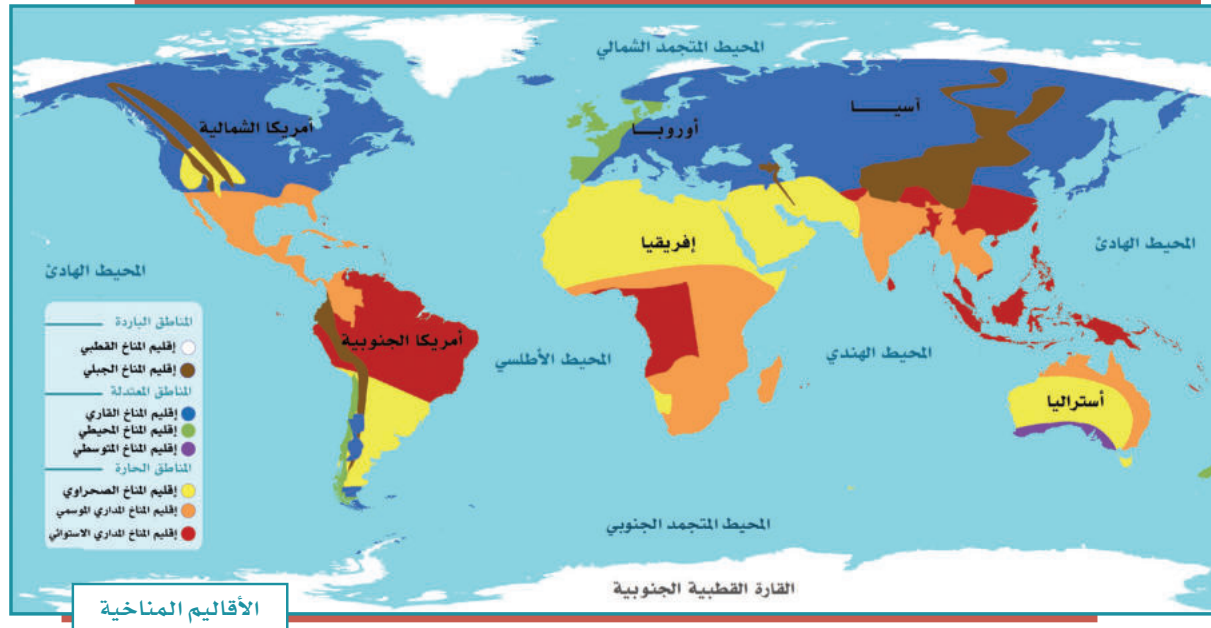 المحيط المتجمد الشمالي
أمريكا الشمالية
أوروبـــا
أسيـــــا
المحيط الهادئ
إفريقيا
المحيط الهادئ
أمريكا الجنوبية
المحيط الأطلسي
المحيط الهندي
أستراليا
المناطق الباردة
إقليم المناخ القطبي
إقليم المناخ الجبلي
المناطق المعتدلة
إقليم المناخ القاري
إقليم المناخ المحيطي
إقليم المناخ المتوسطي
المناطق الحارة
إقليم المناخ الصحراوي
إقليم المناخ المداري الموسمي
إقليم المناخ المداري الاستوائي
المحيط المتجمد الجنوبي
القارة القطبية الجنوبية
الأقاليم المناخية